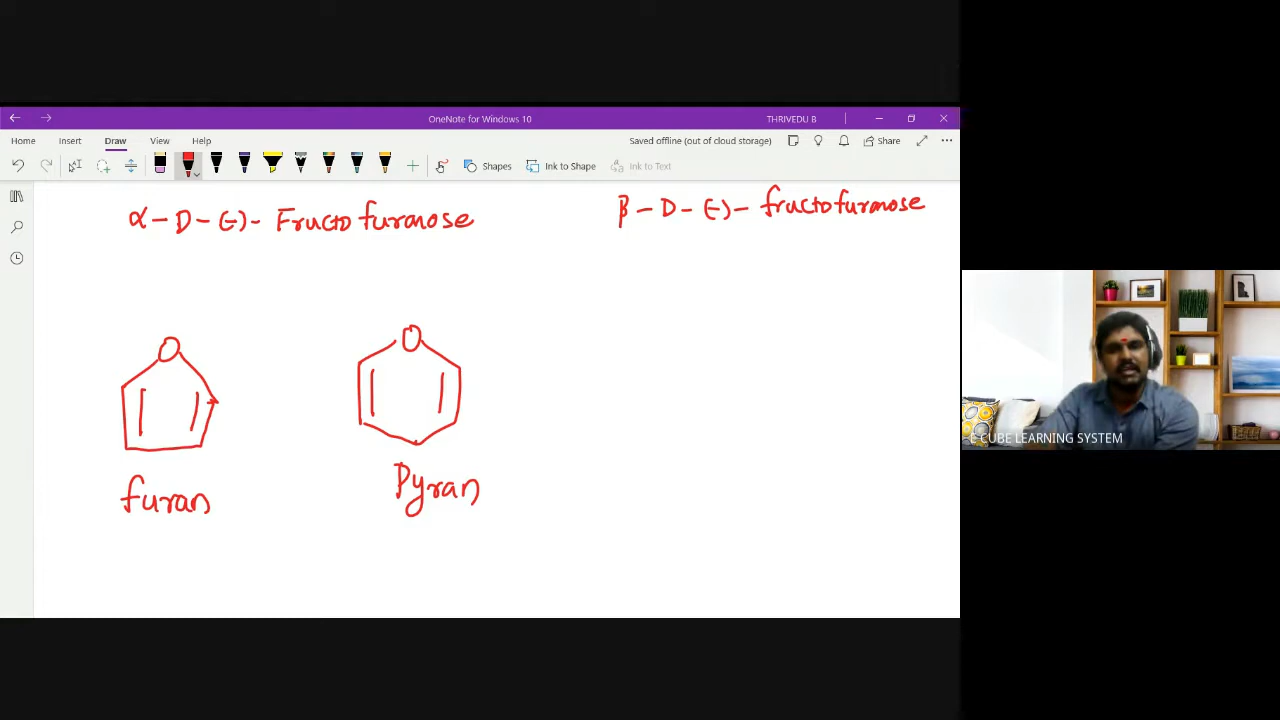 OneNote for Windows 10
THRIVEDU B
Home Insert Draw View Help
Saved offline (out of cloud storage)
Share
Shapes Ink to Shape Ink to Text
α-D-(-)- Fructofuranose
β-D-(-)- fructofuranose
O
O
furan
Pyran
E CUBE LEARNING SYSTEM